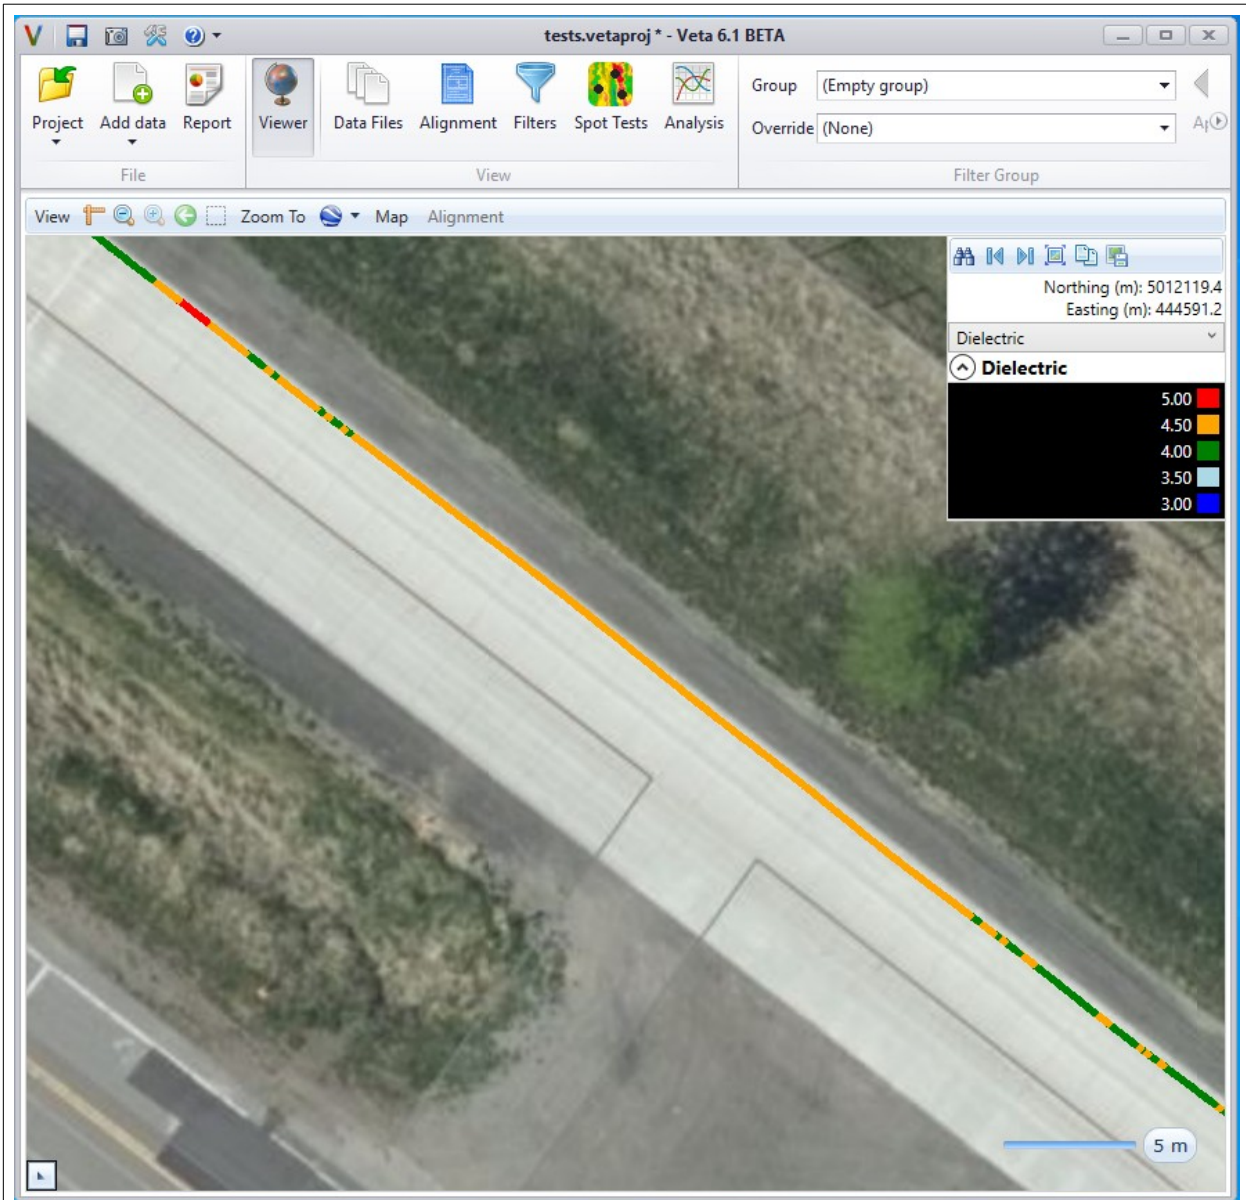 tests.vetaproj * - Veta 6.1 BETA
Project Add data Report Viewer Data Files Alignment Filters Spot Tests Analysis
Group (Empty group)
Override (None)
File View Filter Group
View Zoom To Map Alignment
Northing (m): 5012119.4
Easting (m): 444591.2
Dielectric
Dielectric
5.00
4.50
4.00
3.50
3.00
5 m